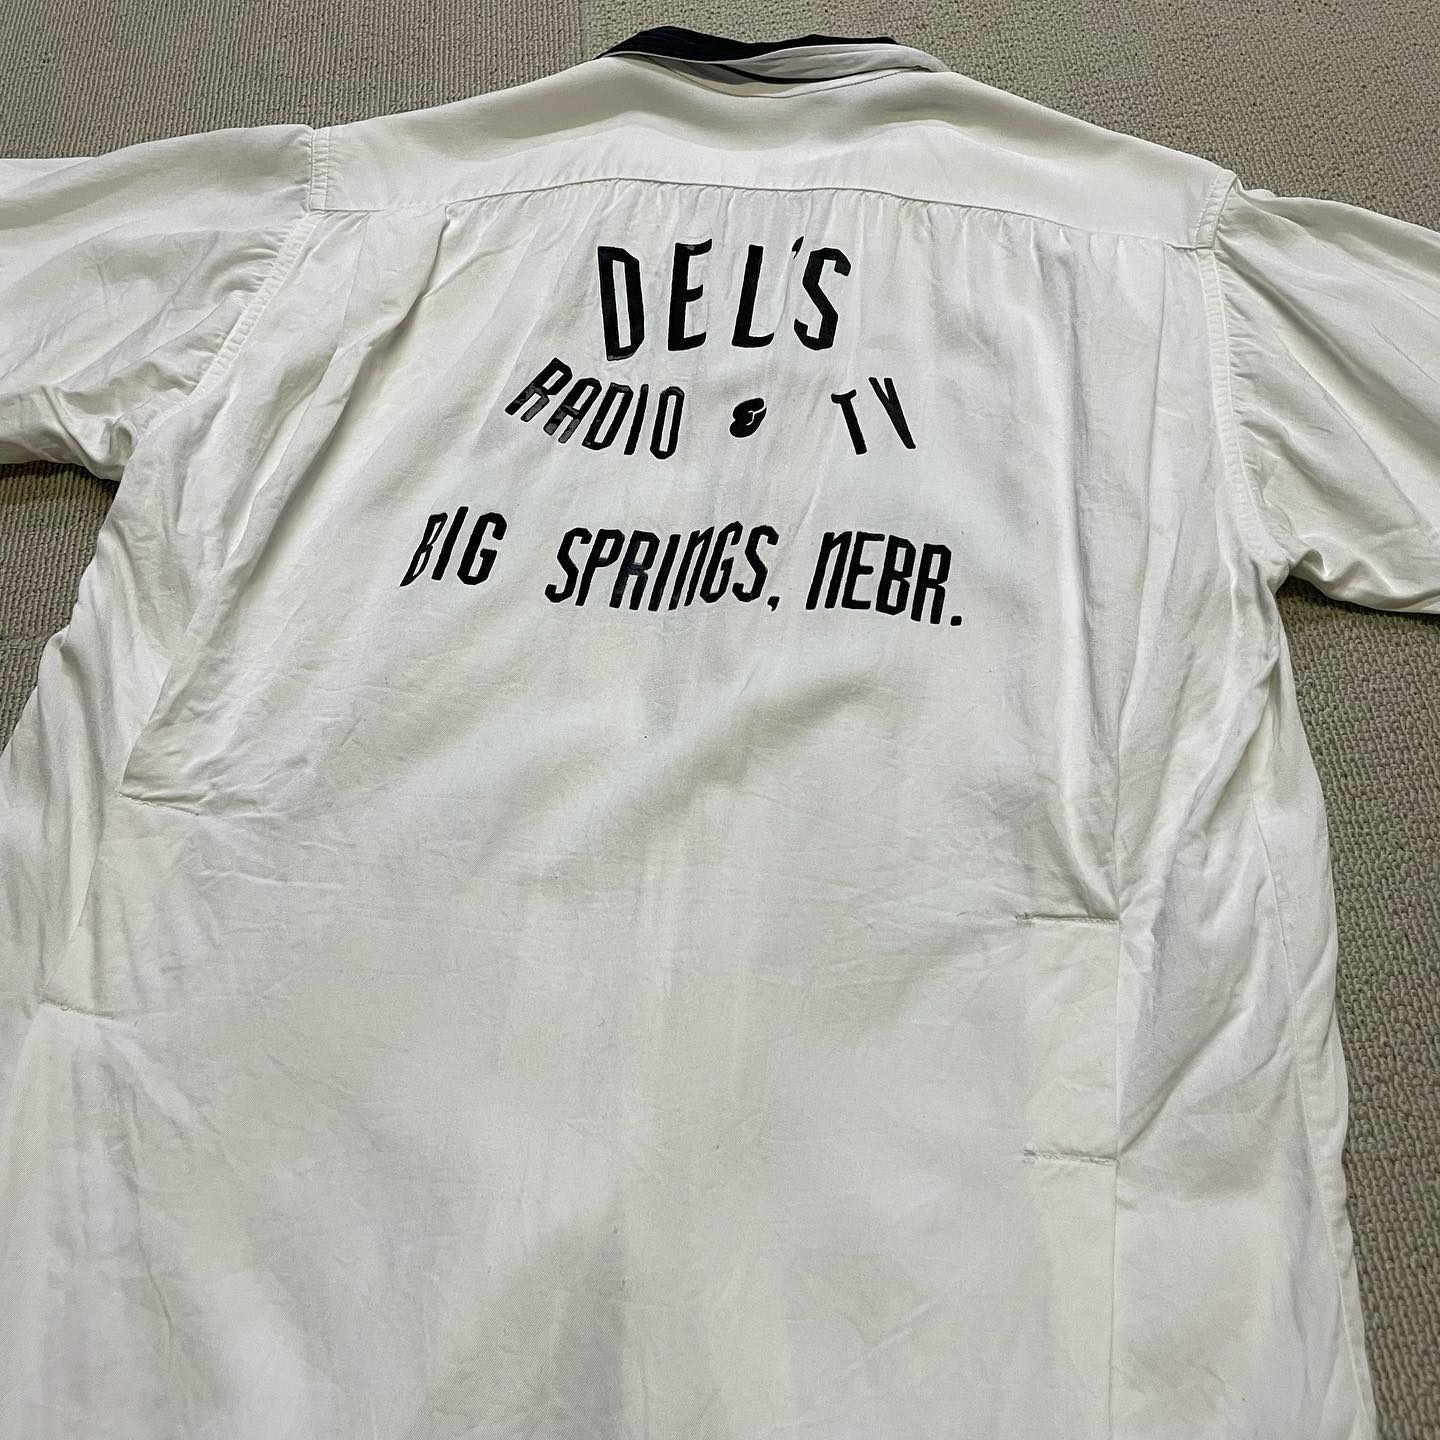 DEL'S
RADIO & TV
BIG SPRINGS, NEBR.